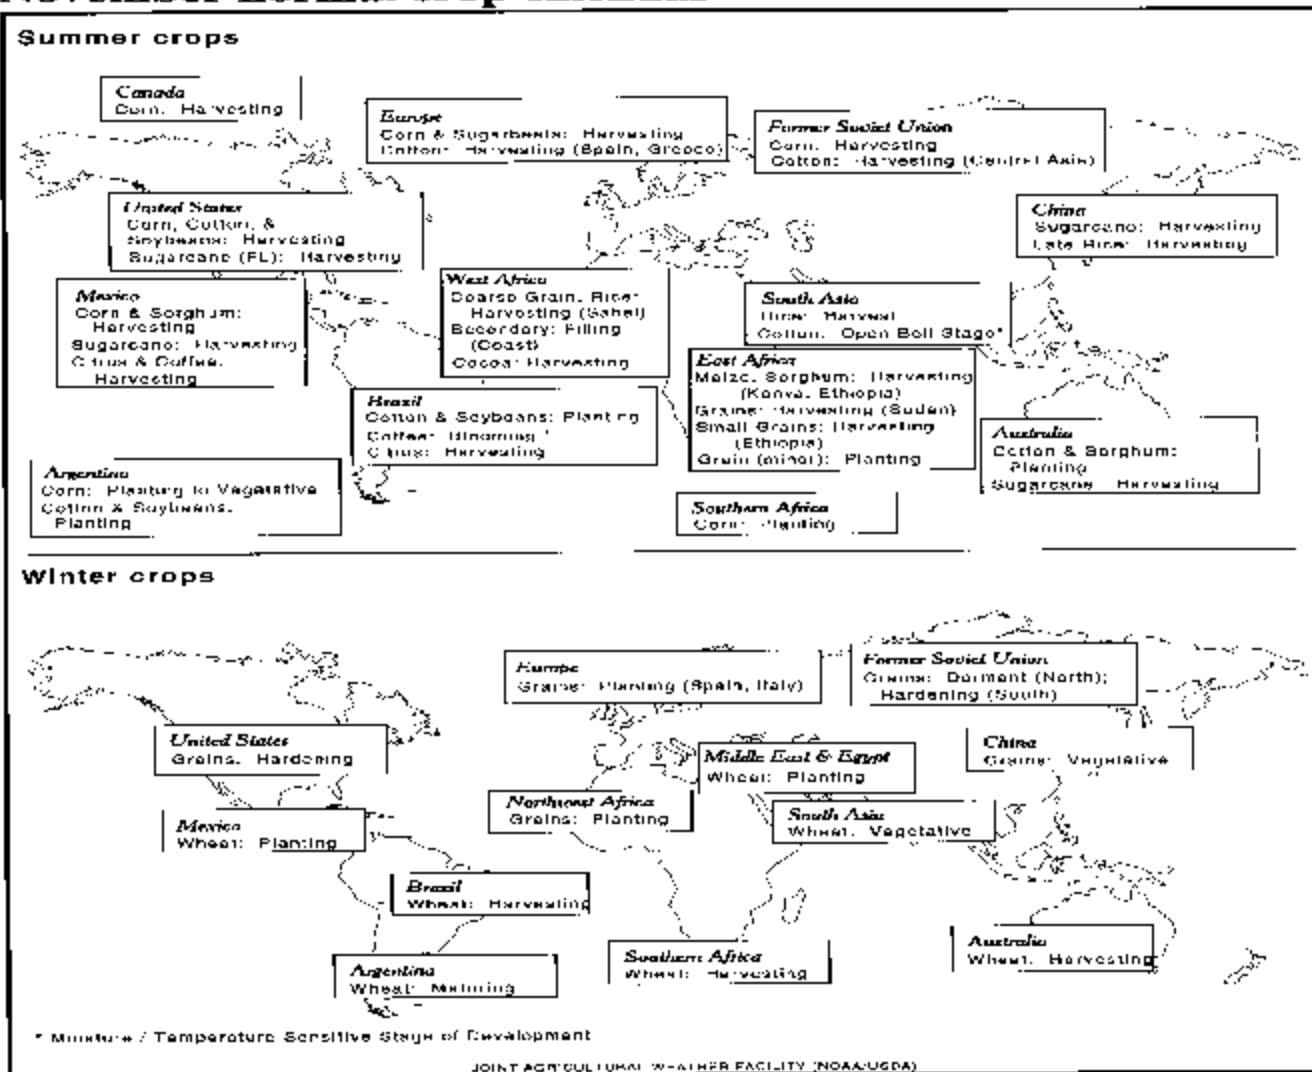 November
Summer crops
Canada
Corn: Harvesting
Europe
Corn & Sugarbeets: Harvesting
Cotton: Harvesting (Spain, Greece)
Former Soviet Union
Corn: Harvesting
Cotton: Harvesting (Central Asia)
United States
Corn, Cotton, &
Soybeans: Harvesting
Sugarcane (FL): Harvesting
China
Sugarcane: Harvesting
Late Rice: Harvesting
Mexico
Corn & Sorghum:
Harvesting
Sugarcane: Harvesting
Citrus & Coffee:
Harvesting
West Africa
Coarse Grain, Rice:
Harvesting (Sahel)
Secondary: Filling
(Coast)
Cocoa: Harvesting
South Asia
Rice: Harvest
Cotton: Open Boll Stage*
East Africa
Maize, Sorghum: Harvesting
(Kenya, Ethiopia)
Grains: Harvesting (Sudan)
Small Grains: Harvesting
(Ethiopia)
Grain (minor): Planting
Brazil
Cotton & Soybeans: Planting
Coffee: Blooming *
Citrus: Harvesting
Australia
Cotton & Sorghum:
Planting
Sugarcane: Harvesting
Argentina
Corn: Planting to Vegetative
Cotton & Soybeans:
Planting
Southern Africa
Corn: Planting
Winter crops
Europe
Grains: Planting (Spain, Italy)
Former Soviet Union
Grains: Dormant (North);
Hardening (South)
United States
Grains: Hardening
Middle East & Egypt
Wheat: Planting
China
Grains: Vegetative
Northwest Africa
Grains: Planting
South Asia
Wheat: Vegetative
Mexico
Wheat: Planting
Brazil
Wheat: Harvesting
Southern Africa
Wheat: Harvesting
Australia
Wheat: Harvesting
Argentina
Wheat: Maturing
* Moisture / Temperature Sensitive Stage of Development
JOINT AGRICULTURAL WEATHER FACILITY (NOAA/USDA)